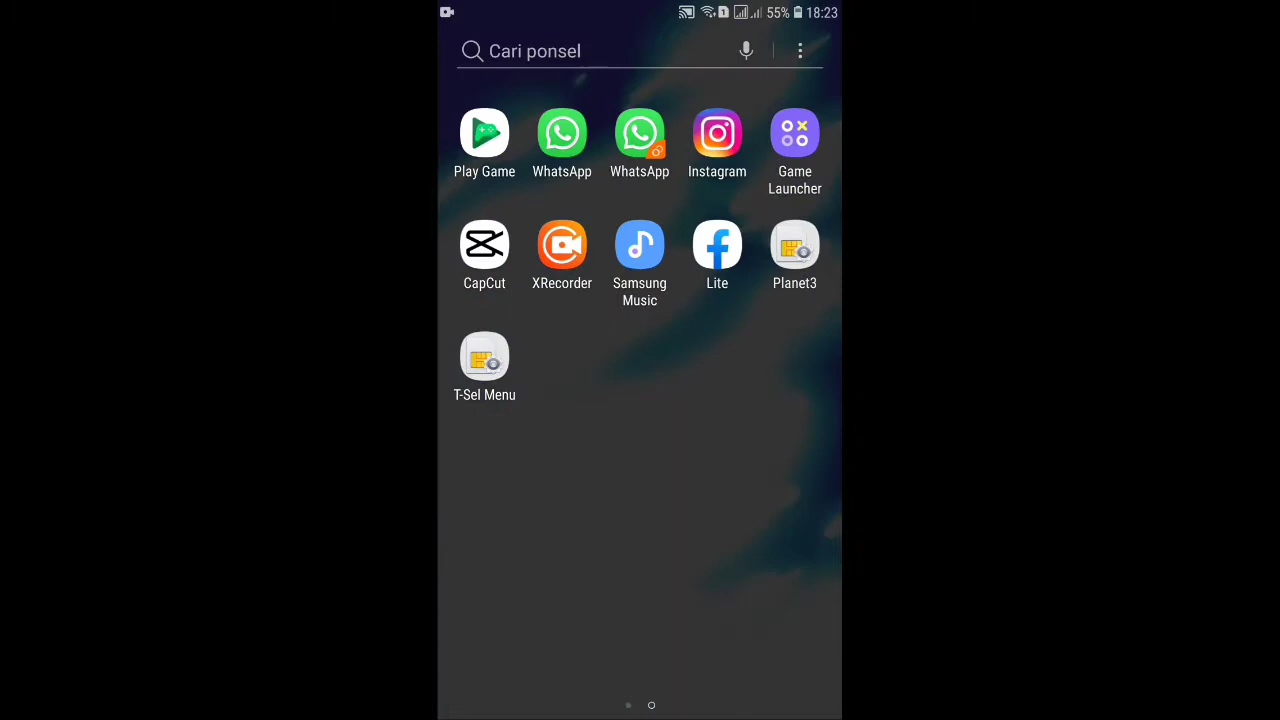 1 55% 18:23
Cari ponsel
Play Game
WhatsApp
WhatsApp
Instagram
Game
Launcher
CapCut
XRecorder
Samsung
Music
Lite
Planet3
T-Sel Menu